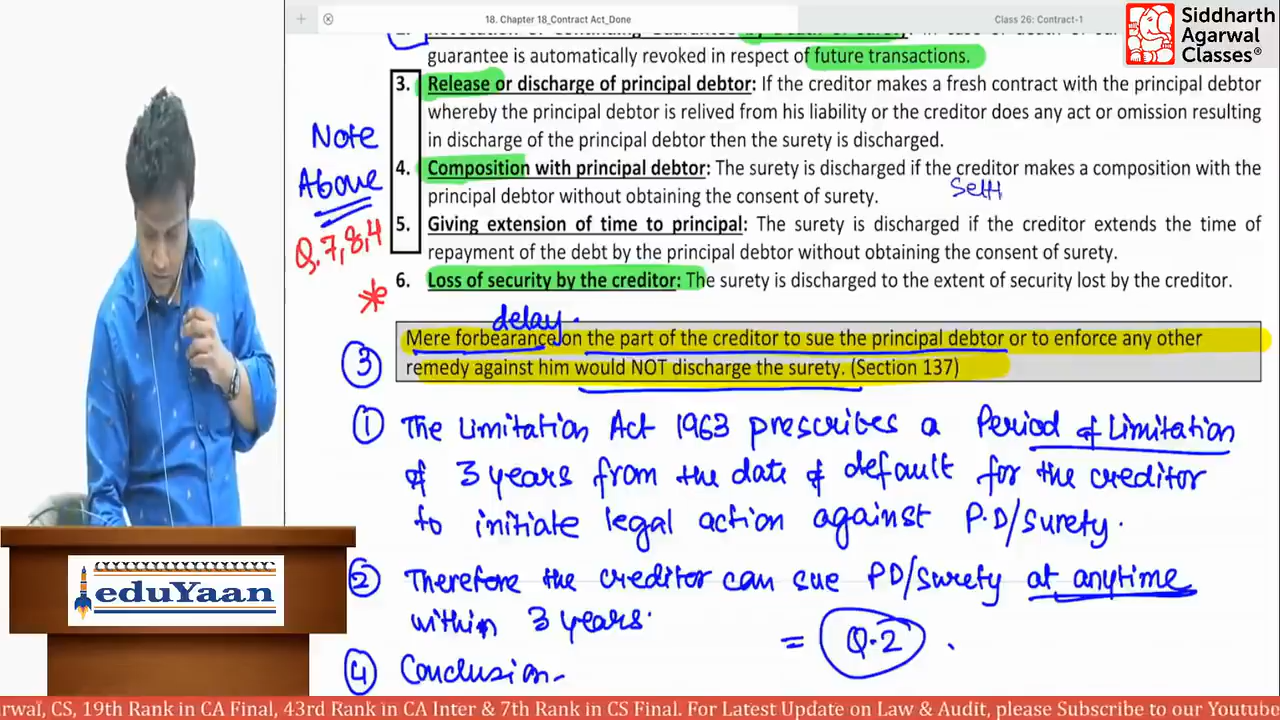 18. Chapter 18_Contract Act_Done
Class 26: Contract-1
Siddharth
Agarwal
Classes®
guarantee is automatically revoked in respect of future transactions.
3. Release or discharge of principal debtor: If the creditor makes a fresh contract with the principal debtor
whereby the principal debtor is relived from his liability or the creditor does any act or omission resulting
in discharge of the principal debtor then the surety is discharged.
4. Composition with principal debtor: The surety is discharged if the creditor makes a composition with the
principal debtor without obtaining the consent of surety.
Settl
5. Giving extension of time to principal: The surety is discharged if the creditor extends the time of
repayment of the debt by the principal debtor without obtaining the consent of surety.
6. Loss of security by the creditor: The surety is discharged to the extent of security lost by the creditor.
Note
Above
Q.7,8,4
delay.
Mere forbearance on the part of the creditor to sue the principal debtor or to enforce any other
remedy against him would NOT discharge the surety. (Section 137)
3
1 The Limitation Act 1963 prescribes a Period of Limitation
of 3 years from the date of default for the creditor
to initiate legal action against P.D/Surety.
2 Therefore the creditor can sue PD/Surety at anytime
within 3 years.
= Q.2
4 Conclusion.
eduYaan
arwal, CS, 19th Rank in CA Final, 43rd Rank in CA Inter & 7th Rank in CS Final. For Latest Update on Law & Audit, please Subscribe to our Youtube